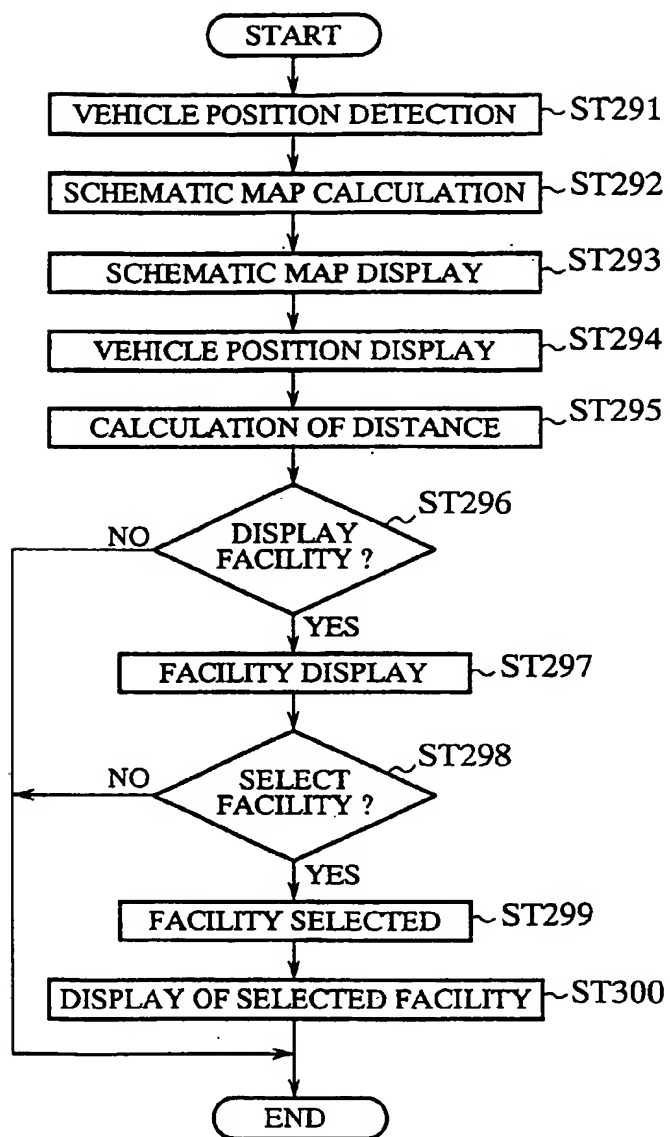 START
VEHICLE POSITION DETECTION ST291
SCHEMATIC MAP CALCULATION ST292
SCHEMATIC MAP DISPLAY ST293
VEHICLE POSITION DISPLAY ST294
CALCULATION OF DISTANCE ST295
ST296
NO DISPLAY
FACILITY ?
YES
FACILITY DISPLAY ST297
ST298
NO SELECT
FACILITY ?
YES
FACILITY SELECTED ST299
DISPLAY OF SELECTED FACILITY ST300
END